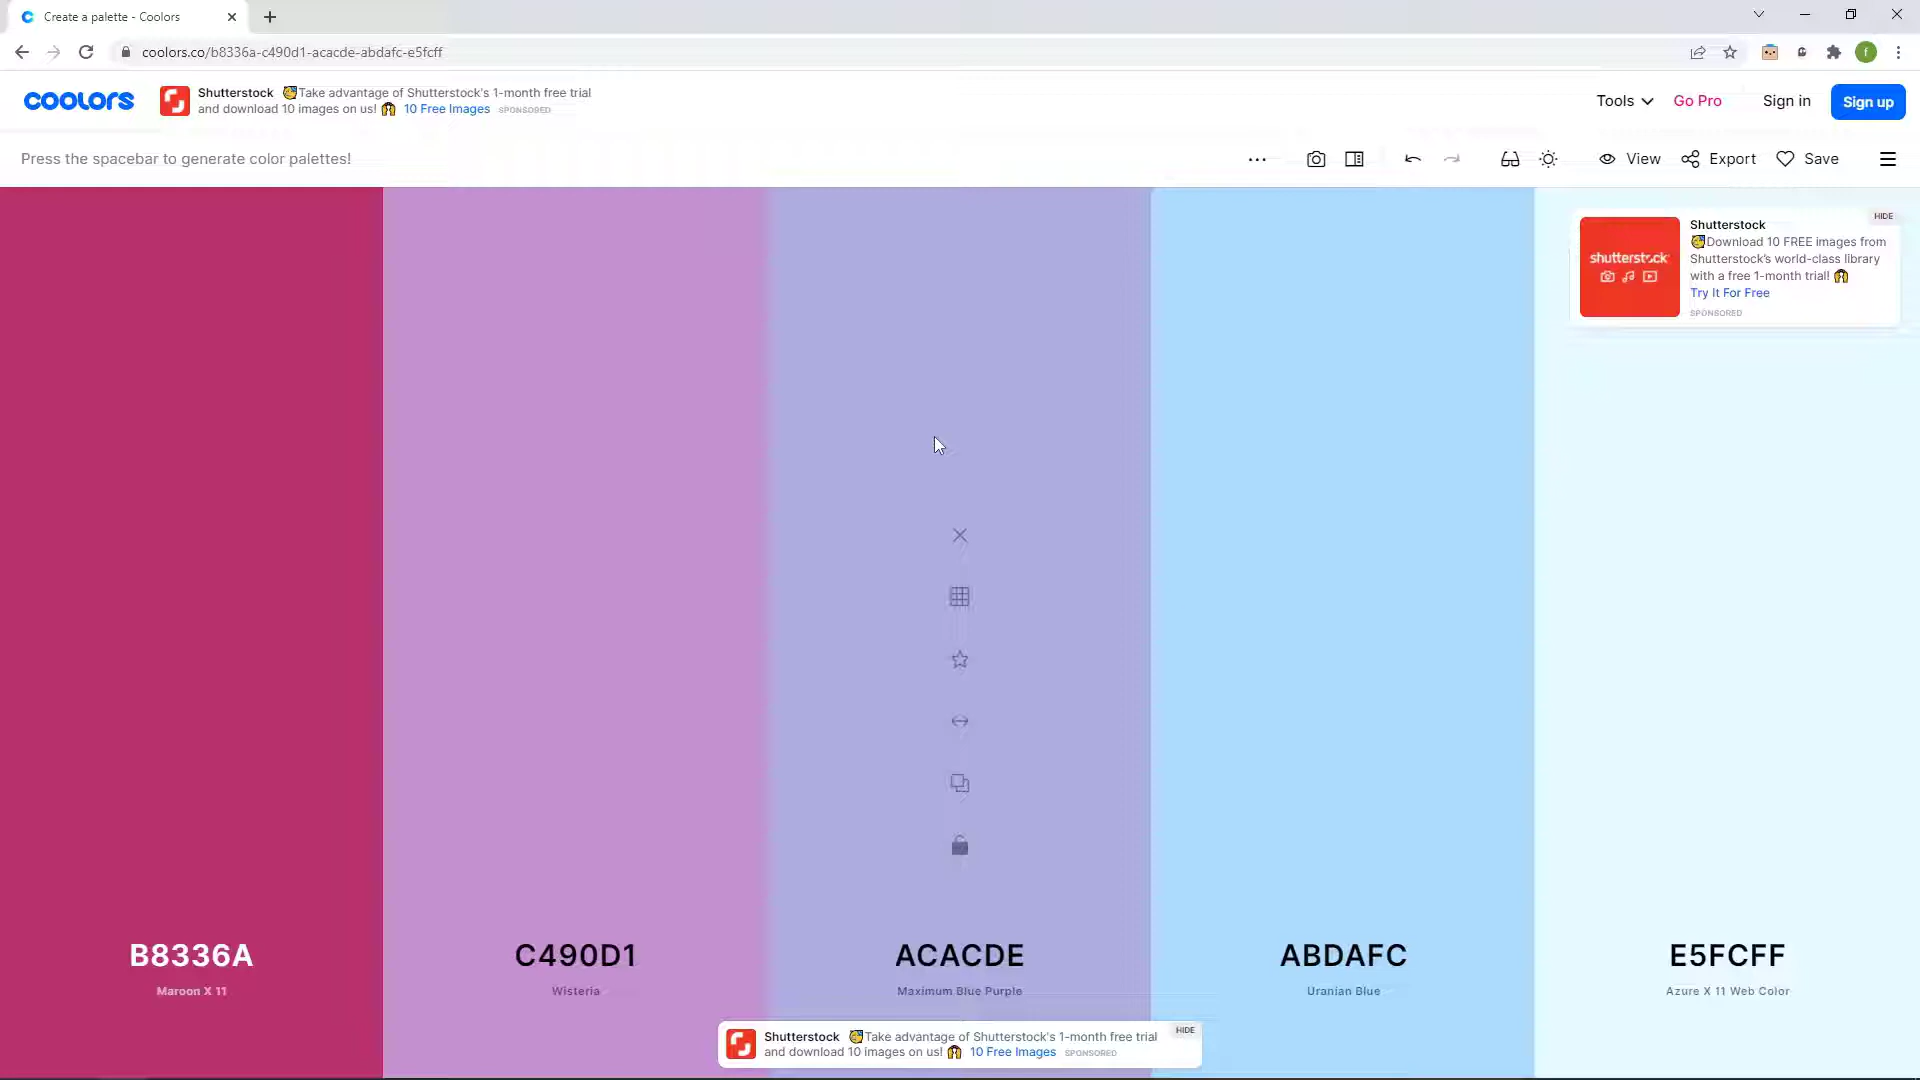 Create a palette - Coolors
coolors.co/b8336a-c490d1-acacde-abdafc-e5fcff
f
coolors
Shutterstock 🥳Take advantage of Shutterstock's 1-month free trial
and download 10 images on us! 🙌 10 Free Images SPONSORED
Tools Go Pro Sign in Sign up
Press the spacebar to generate color palettes!
View Export Save
HIDE
shutterstock
Shutterstock
Download 10 FREE images from
Shutterstock's world-class library
with a free 1-month trial!
Try It For Free
SPONSORED
B8336A C490D1 ACACDE ABDAFC E5FCFF
Maroon X 11 Wisteria Maximum Blue Purple Uranian Blue Azure X 11 Web Color
Shutterstock Take advantage of Shutterstock's 1-month free trial HIDE
and download 10 images on us! 10 Free Images SPONSORED